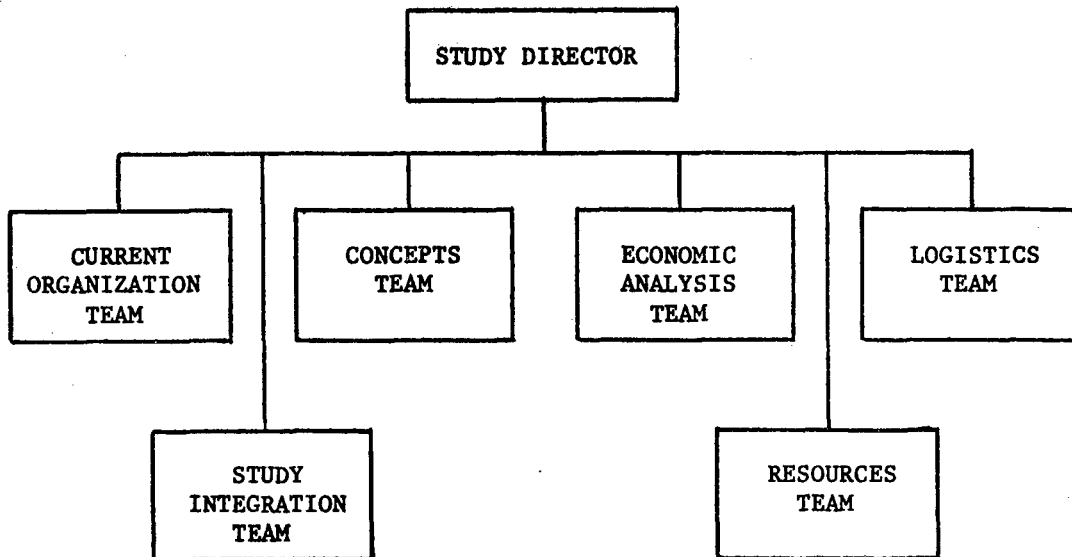 STUDY DIRECTOR
CURRENT
ORGANIZATION
TEAM
CONCEPTS
TEAM
ECONOMIC
ANALYSIS
TEAM
LOGISTICS
TEAM
STUDY
INTEGRATION
TEAM
RESOURCES
TEAM